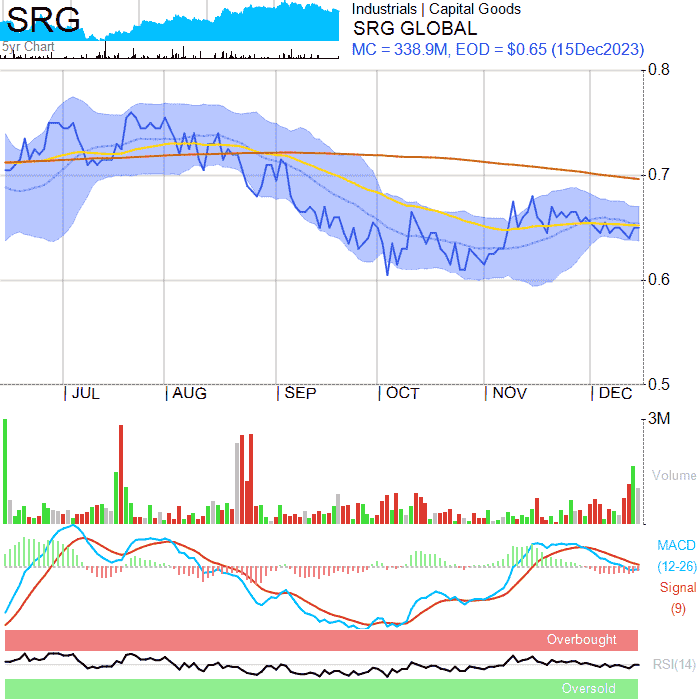 SRG
5yr Chart
Industrials | Capital Goods
SRG GLOBAL
MC = 338.9M, EOD = $0.65 (15Dec2023)
0.8
0.7
0.6
0.5
JUL AUG SEP OCT NOV DEC
3M
Volume
MACD
(12-26)
Signal
(9)
Overbought
RSI(14)
Oversold